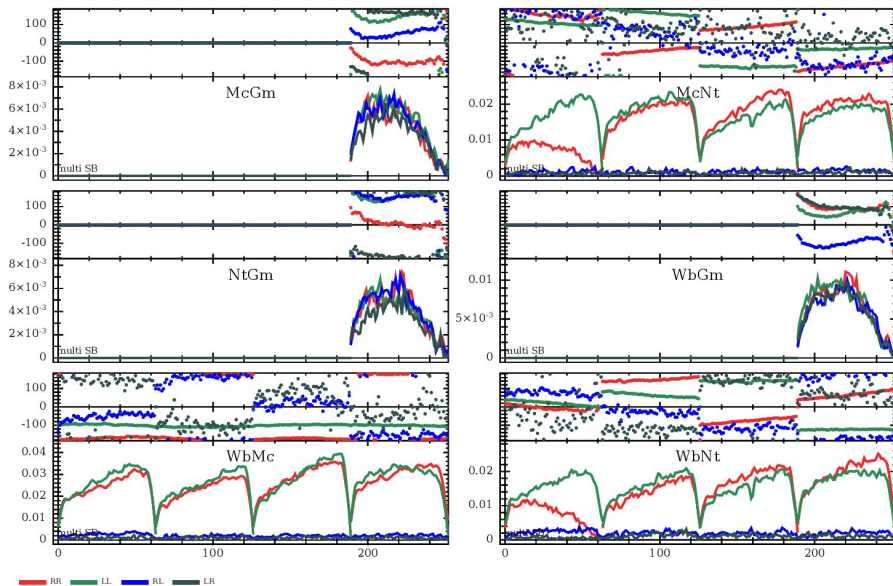 100
0
-100
McGm
8×10⁻³
6×10⁻³
4×10⁻³
2×10⁻³
0
multi SB
McNt
0.02
0.01
0
multi SB
100
0
-100
NtGm
8×10⁻³
6×10⁻³
4×10⁻³
2×10⁻³
0
multi SB
WbGm
0.01
5×10⁻³
0
multi SB
100
0
-100
WbMc
0.04
0.03
0.02
0.01
0
multi SB
0 100 200
WbNt
0.02
0.01
0
multi SB
0 100 200
RR LL RL LR